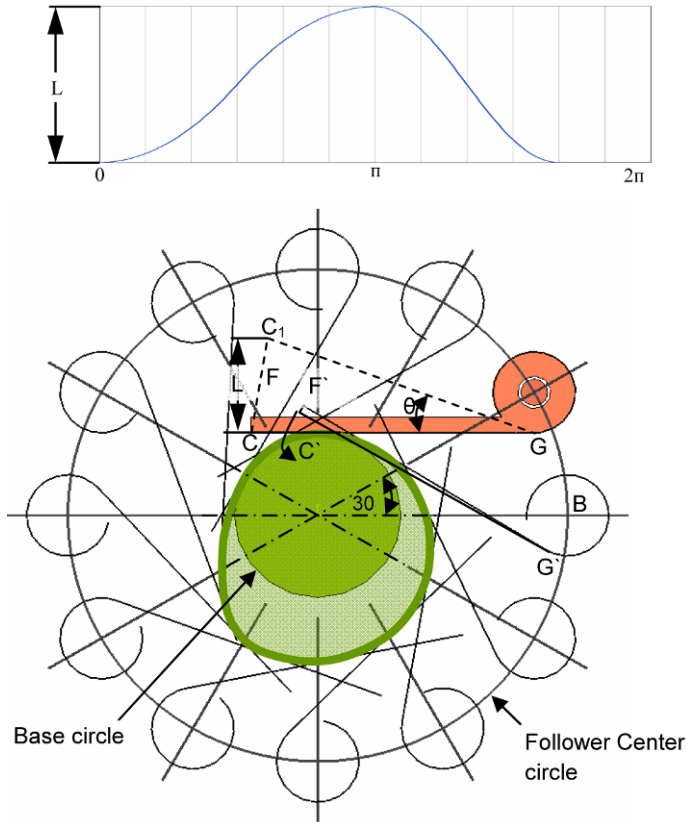 L
0
π
2π
C₁
F
F`
L
θ
C
C`
G
30
B
G`
Base circle
Follower Center
circle